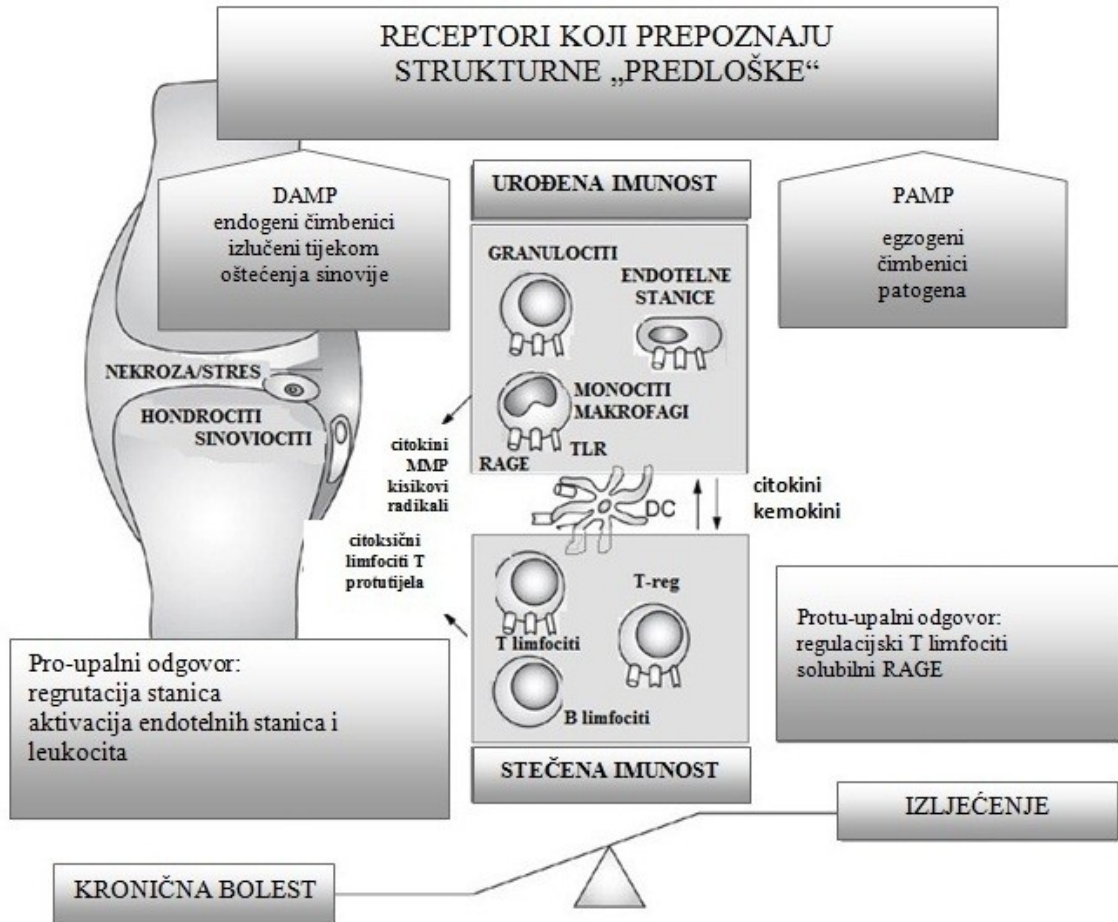 RECEPTORI KOJI PREPOZNAJU
STRUKTURNE „PREDLOŠKE“
DAMP
endogeni čimbenici
izlučeni tijekom
oštećenja sinovije
UROĐENA IMUNOST
PAMP
egzogeni
čimbenici
patogena
GRANULOCITI
ENDOTELNE
STANICE
NEKROZA/STRES
HONDROCITI
SINOVIOCITI
MONOCITI
MAKROFAGI
TLR
RAGE
citokini
MMP
kisikovi
radikali
DC
citokini
kemokini
citoksični
limfociti T
protutijela
T-reg
T limfociti
B limfociti
Pro-upalni odgovor:
regrutacija stanica
aktivacija endotelnih stanica i
leukocita
Protu-upalni odgovor:
regulacijski T limfociti
solubilni RAGE
STEČENA IMUNOST
IZLJEĆENJE
KRONIČNA BOLEST